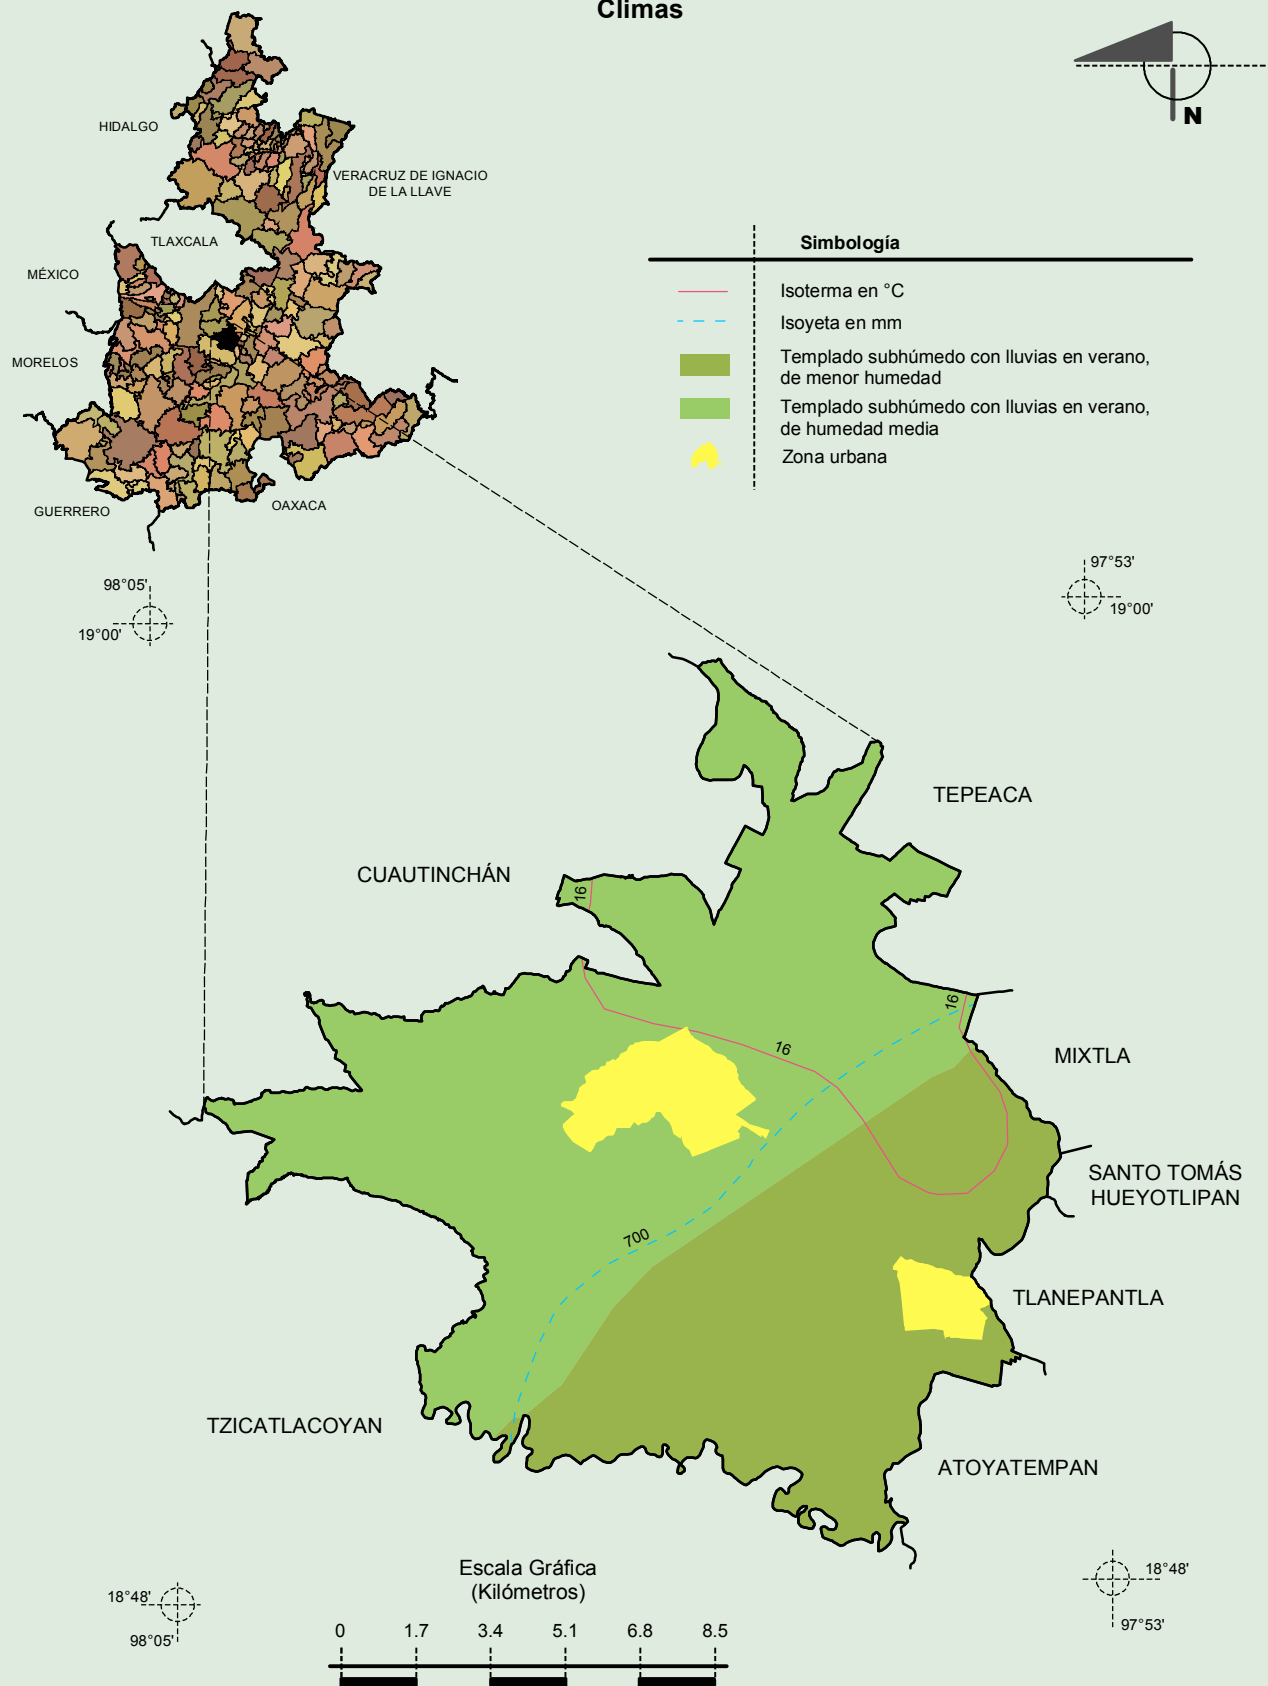 Climas
N
HIDALGO
VERACRUZ DE IGNACIO
DE LA LLAVE
TLAXCALA
MÉXICO
MORELOS
GUERRERO
OAXACA
Simbología
Isoterma en °C
Isoyeta en mm
Templado subhúmedo con lluvias en verano,
de menor humedad
Templado subhúmedo con lluvias en verano,
de humedad media
Zona urbana
98°05'
19°00'
97°53'
19°00'
TEPEACA
CUAUTINCHÁN
16
16
16
MIXTLA
SANTO TOMÁS
HUEYOTLIPAN
700
TLANEPANTLA
TZICATLACOYAN
ATOYATEMPAN
18°48'
98°05'
18°48'
97°53'
Escala Gráfica
(Kilómetros)
0 1.7 3.4 5.1 6.8 8.5